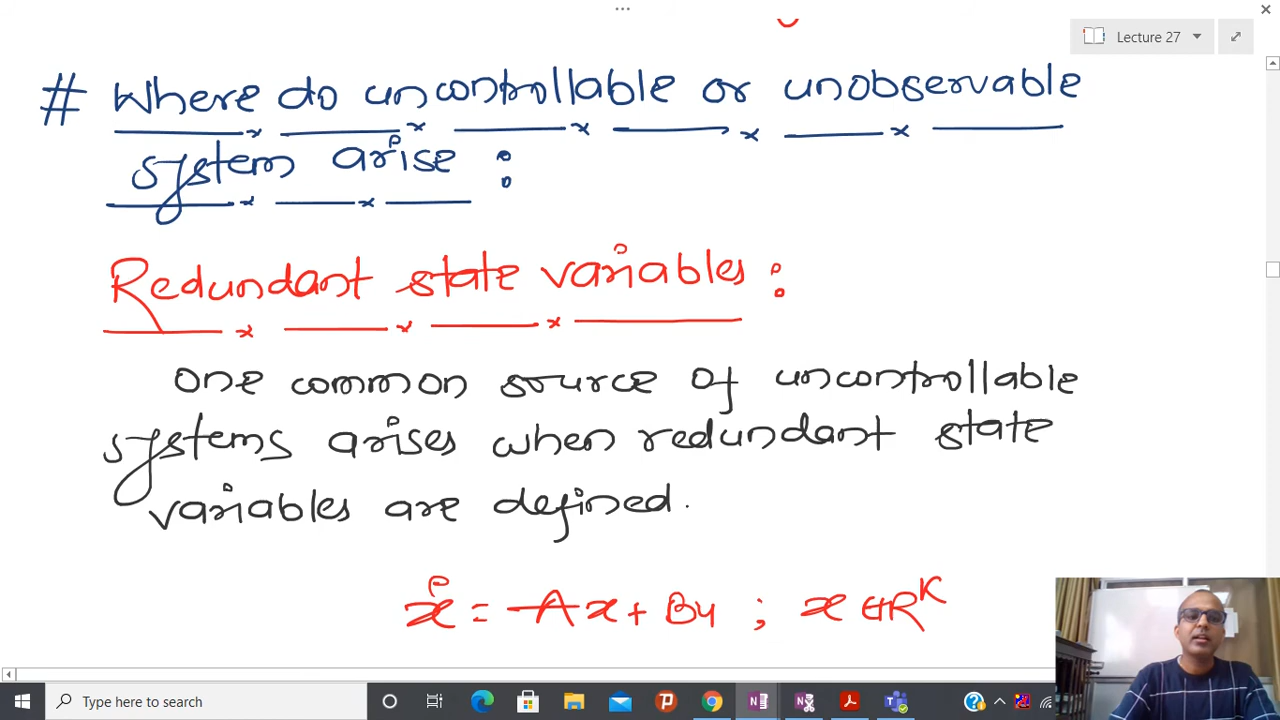 Lecture 27
# Where do uncontrollable or unobservable
system arise :
Redundant state variables :
One common source of uncontrollable
systems arises when redundant state
variables are defined.
ẋ = Ax + Bu ; x ∈ R^K
Type here to search